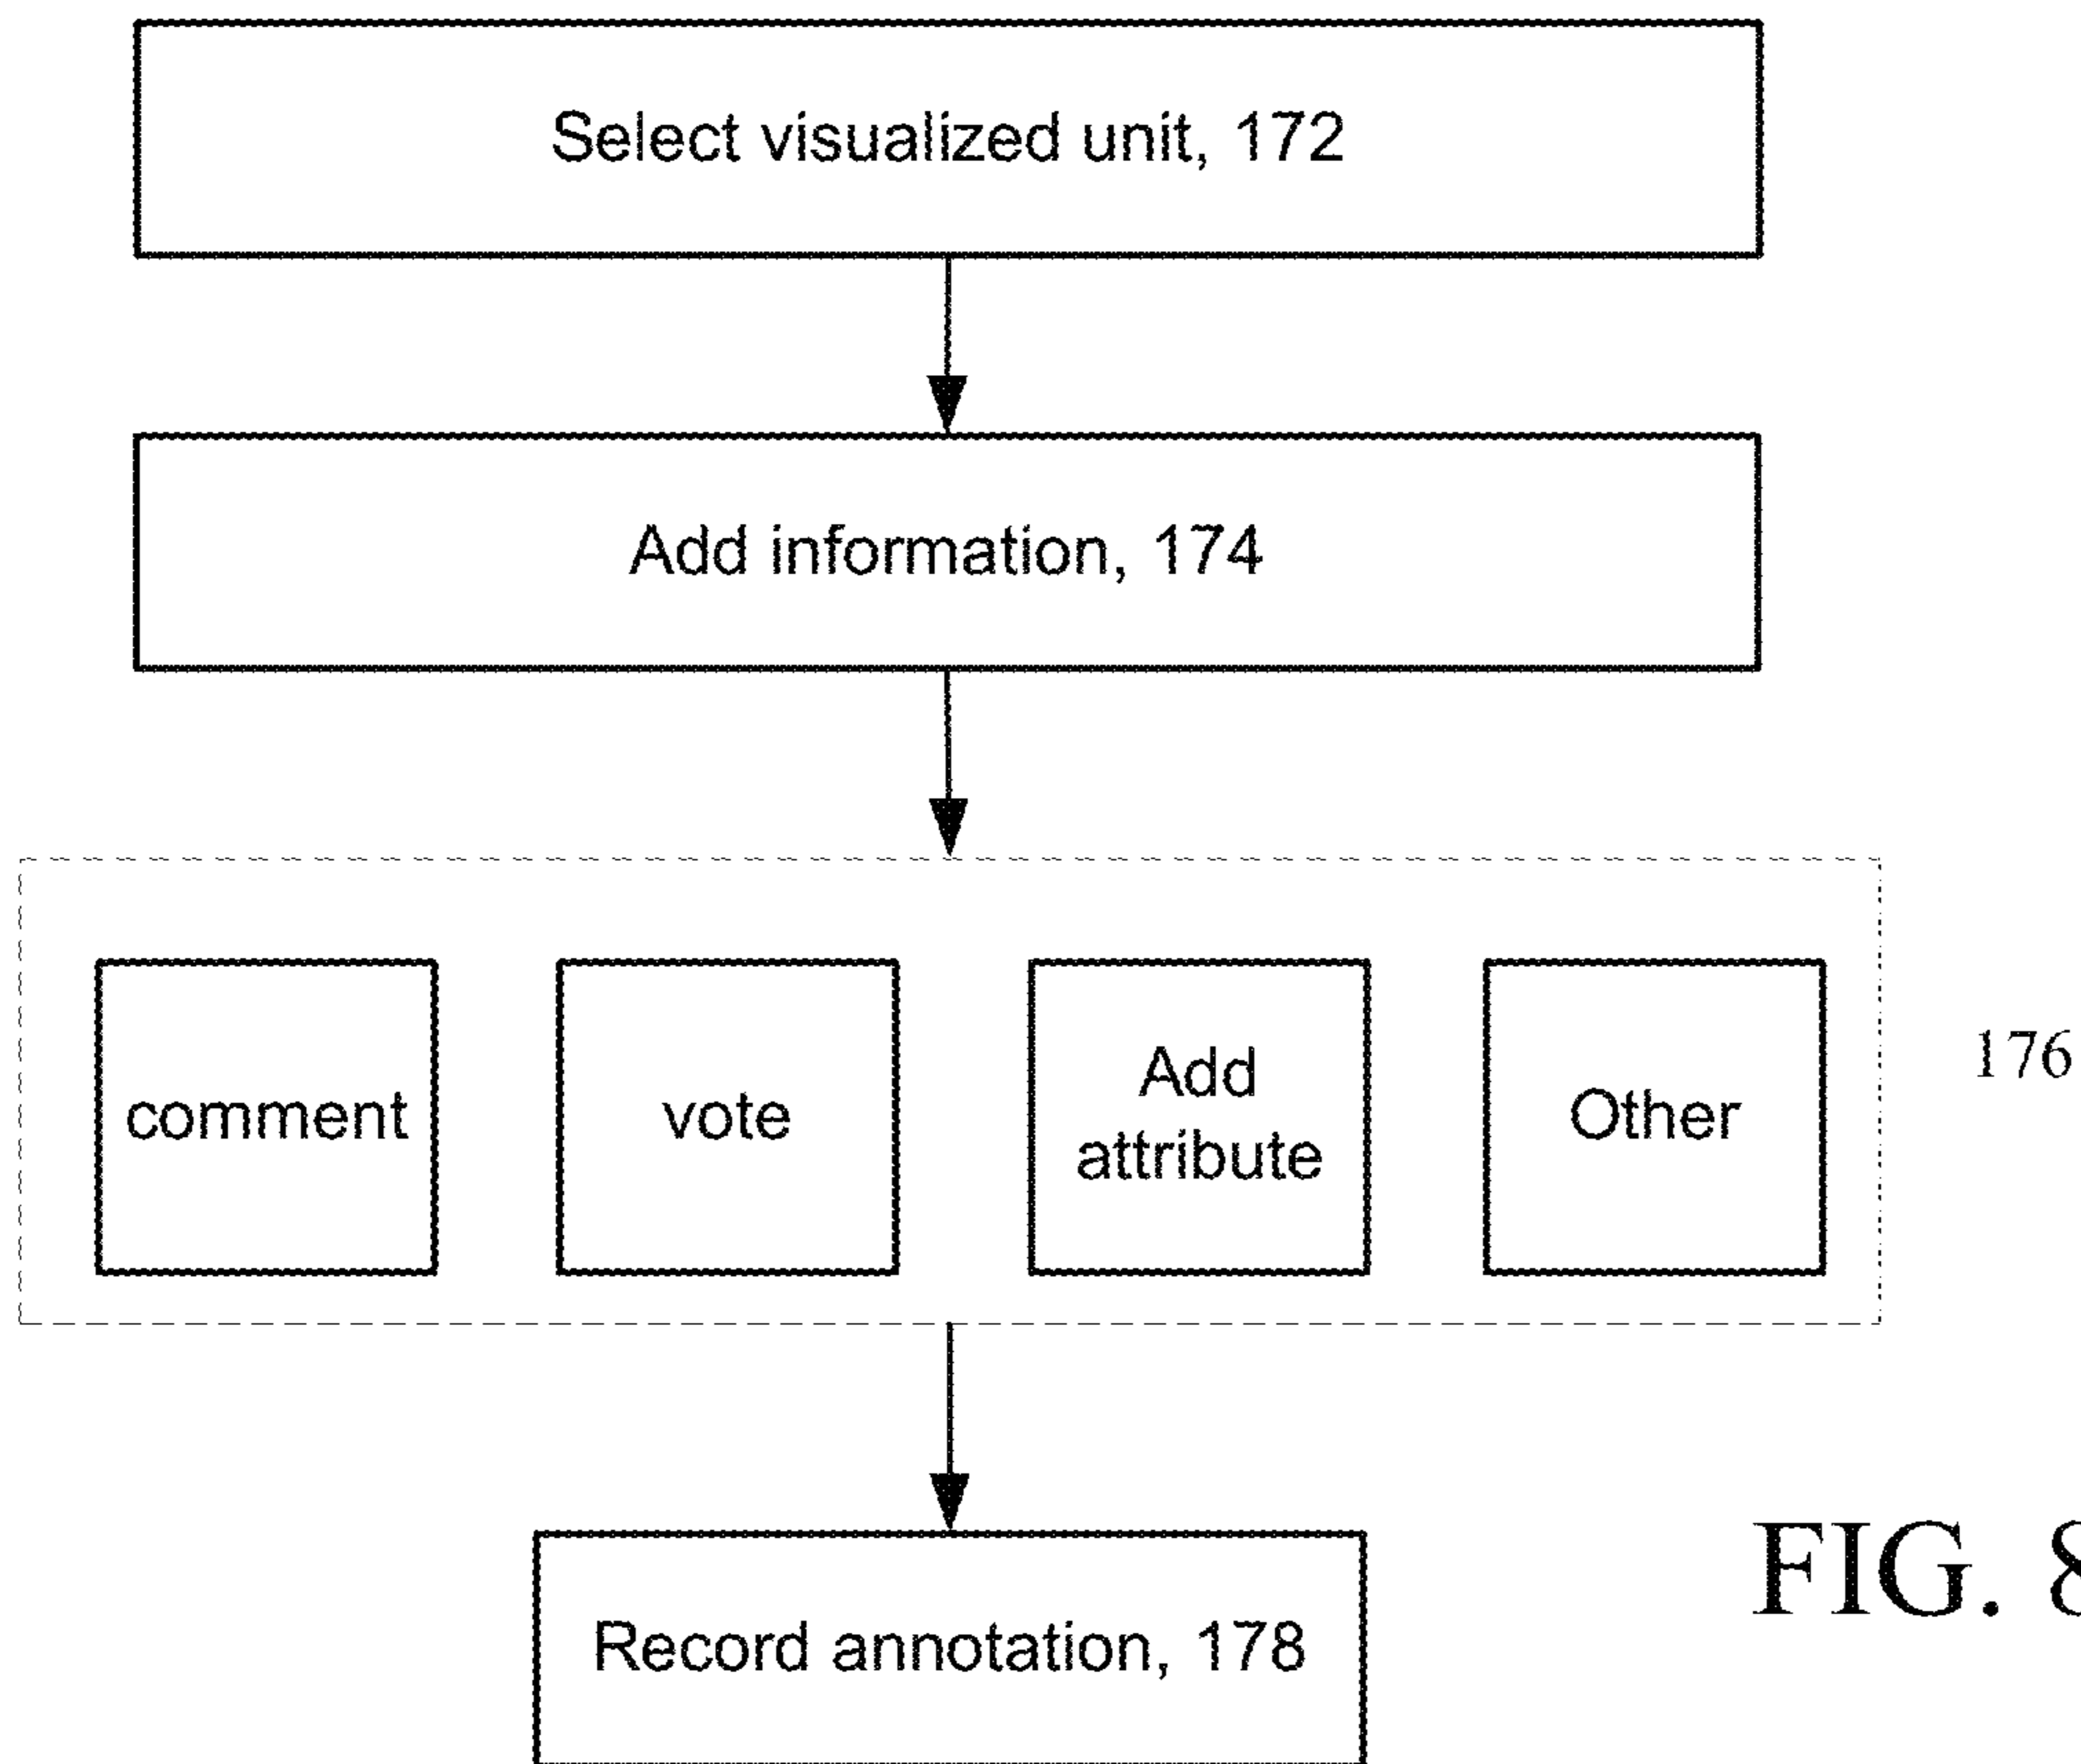 Select visualized unit, 172
Add information, 174
comment
vote
Add
attribute
Other
176
Record annotation, 178
FIG. 8